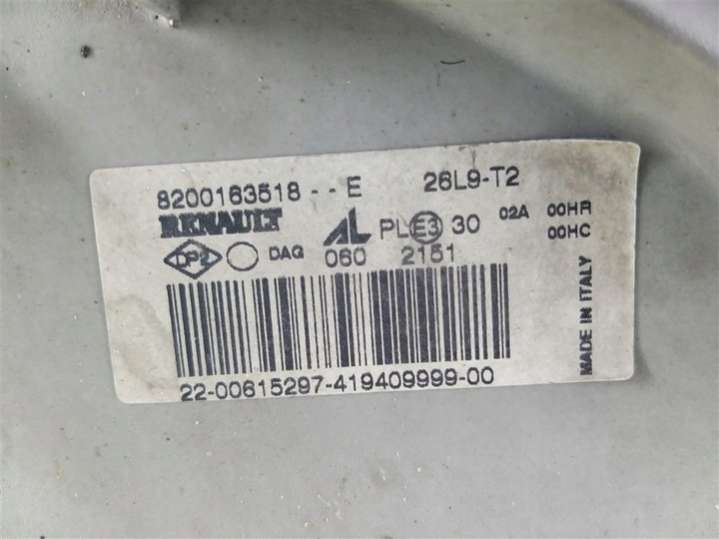 8200163518 - - E 26L9-T2
RENAULT AL PL E3 30 02A 00HR
00HC
DP2 DAG 060 2151
MADE IN ITALY
22-00615297-419409999-00